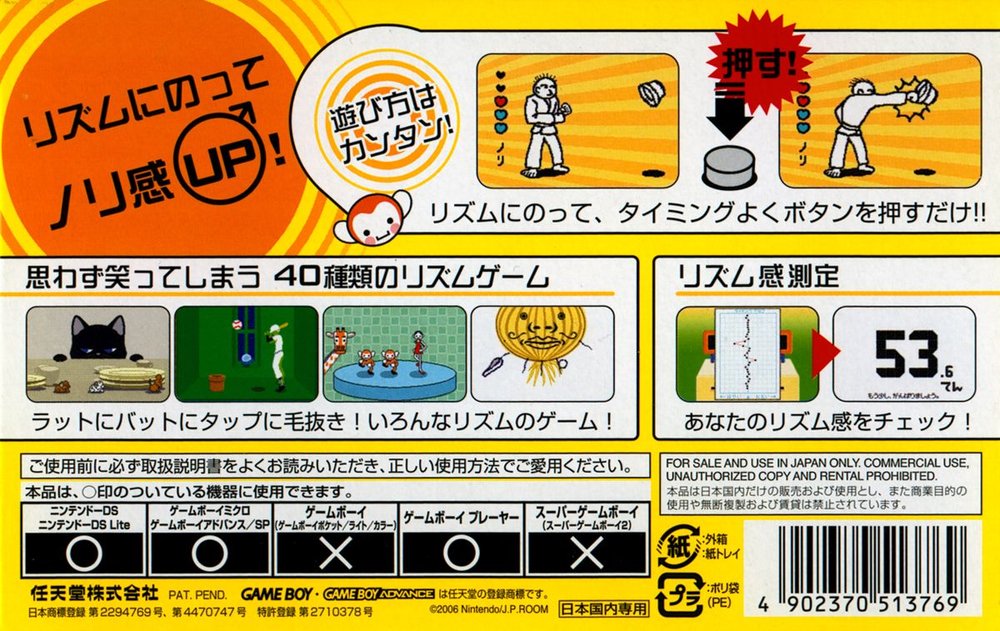 リズムにのって
ノリ感UP!
遊び方は
カンタン!
ノリ
押す!
ノリ
リズムにのって、タイミングよくボタンを押すだけ!!
思わず笑ってしまう 40種類のリズムゲーム
ラットにバットにタップに毛抜き!いろんなリズムのゲーム!
リズム感測定
53.6
てん
もう少し、がんばりましょう。
あなたのリズム感をチェック!
ご使用前に必ず取扱説明書をよくお読みいただき、正しい使用方法でご愛用ください。
本品は、○印のついている機器に使用できます。
ニンテンドーDS
ニンテンドーDS Lite
○
ゲームボーイミクロ
ゲームボーイアドバンス/SP
○
ゲームボーイ
(ゲームボーイポケット/ライト/カラー)
×
ゲームボーイ プレーヤー
○
スーパーゲームボーイ
(スーパーゲームボーイ2)
×
任天堂株式会社 PAT. PEND. GAME BOY・GAME BOY ADVANCE は任天堂の登録商標です。
日本商標登録 第2294769号、第4470747号 特許登録 第2710378号 ©2006 Nintendo/J.P.ROOM 日本国内専用
FOR SALE AND USE IN JAPAN ONLY. COMMERCIAL USE,
UNAUTHORIZED COPY AND RENTAL PROHIBITED.
本品は日本国内だけの販売および使用とし、また商業目的の
使用や無断複製および賃貸は禁止されています。
紙
:外箱
:紙トレイ
プラ
:ポリ袋
(PE)
4 902370 513769